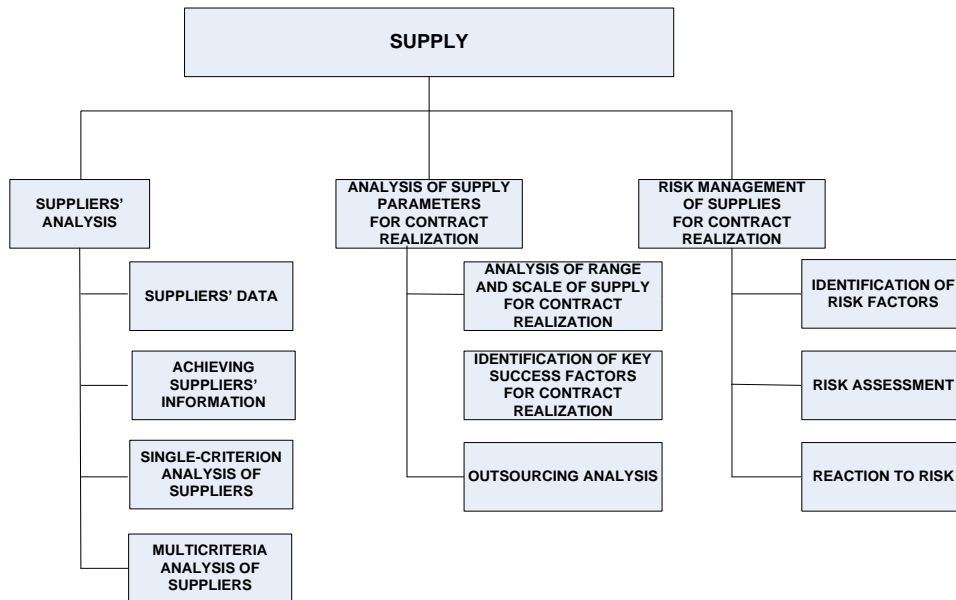 SUPPLY
SUPPLIERS’
ANALYSIS
ANALYSIS OF SUPPLY
PARAMETERS
FOR CONTRACT
REALIZATION
RISK MANAGEMENT
OF SUPPLIES
FOR CONTRACT
REALIZATION
SUPPLIERS’ DATA
ACHIEVING
SUPPLIERS’
INFORMATION
SINGLE-CRITERION
ANALYSIS OF
SUPPLIERS
MULTICRITERIA
ANALYSIS OF
SUPPLIERS
ANALYSIS OF RANGE
AND SCALE OF SUPPLY
FOR CONTRACT
REALIZATION
IDENTIFICATION OF KEY
SUCCESS FACTORS
FOR CONTRACT
REALIZATION
OUTSOURCING ANALYSIS
IDENTIFICATION OF
RISK FACTORS
RISK ASSESSMENT
REACTION TO RISK